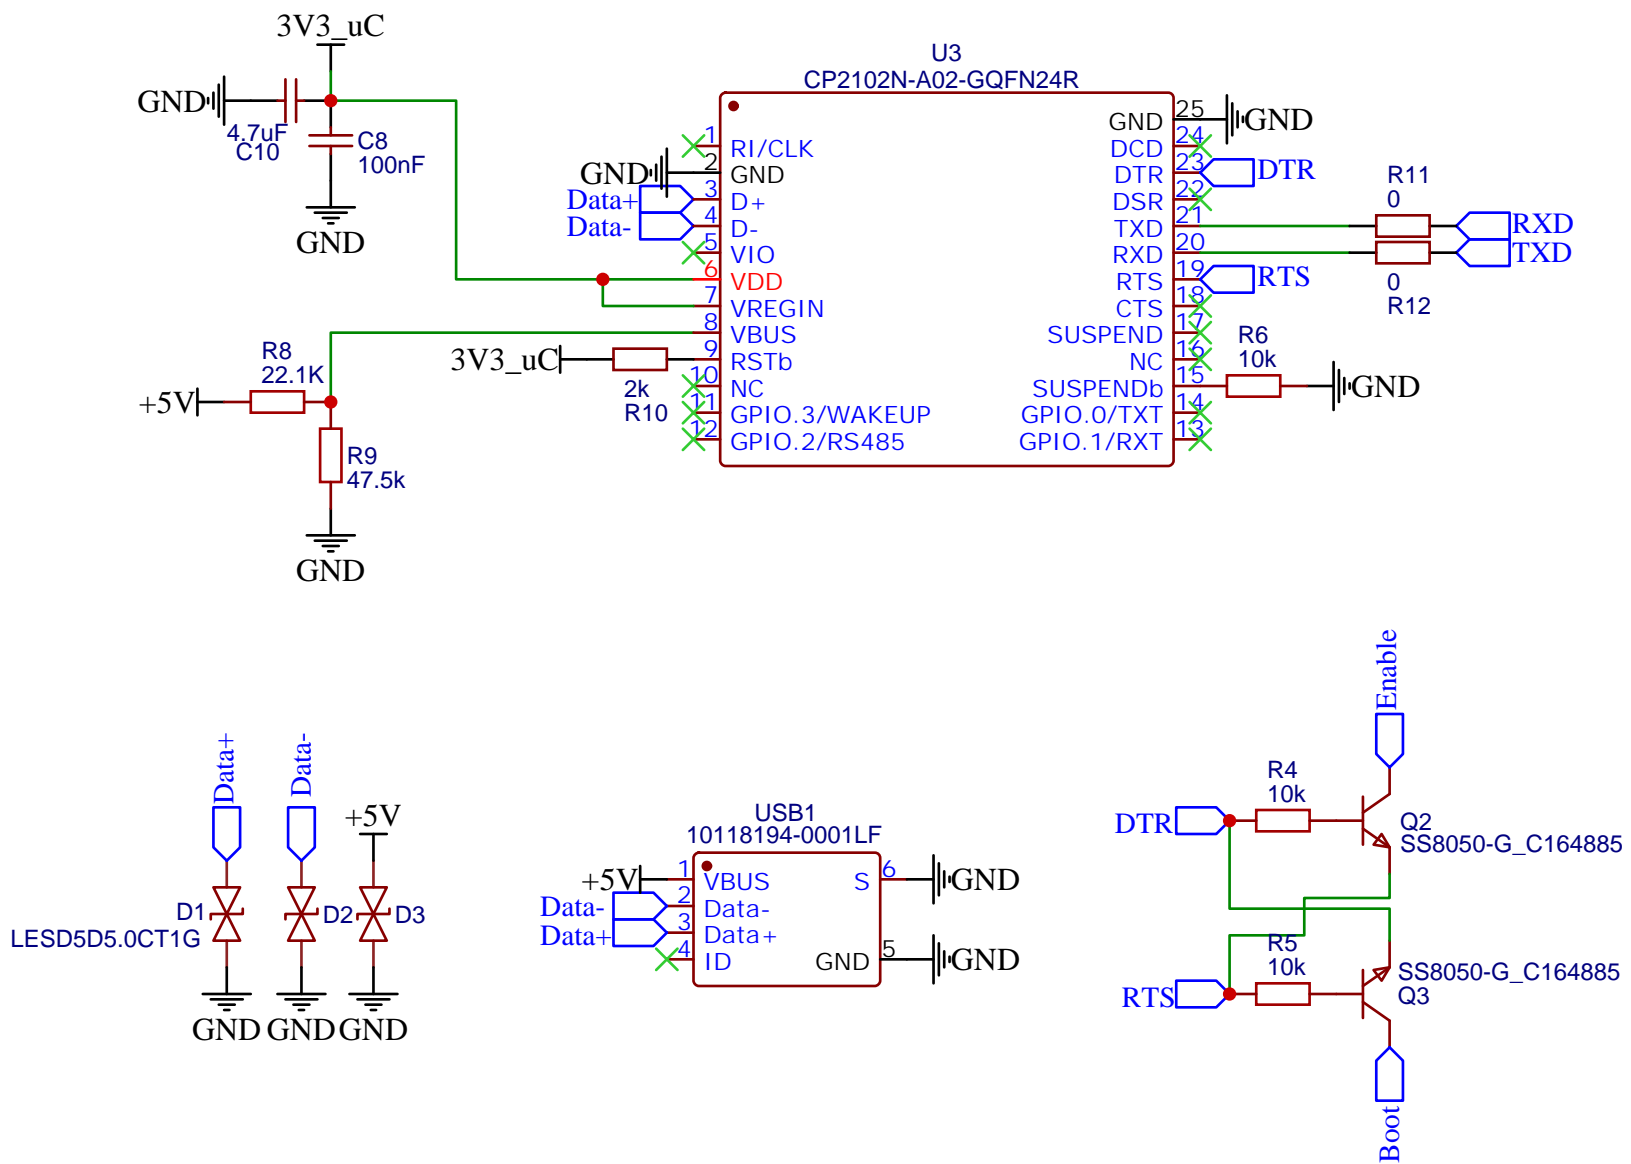 3V3_uC
GND
4.7uF
C10
C8
100nF
GND
U3
CP2102N-A02-GQFN24R
1
RI/CLK
2
GND
GND
Data+
3
D+
Data-
4
D-
5
VIO
6
VDD
7
VREGIN
8
VBUS
3V3_uC
2k
R10
9
RSTb
10
NC
11
GPIO.3/WAKEUP
12
GPIO.2/RS485
25
GND
GND
24
DCD
23
DTR
DTR
22
DSR
21
TXD
R11
0
RXD
20
RXD
0
R12
TXD
19
RTS
RTS
18
CTS
17
SUSPEND
16
NC
15
SUSPENDb
R6
10k
GND
14
GPIO.0/TXT
13
GPIO.1/RXT
R8
22.1K
+5V
R9
47.5k
GND
Data+
Data-
+5V
D1
LESD5D5.0CT1G
D2
D3
GND
GND
GND
USB1
10118194-0001LF
+5V
1
VBUS
Data-
2
Data-
Data+
3
Data+
4
ID
6
S
GND
5
GND
GND
Enable
R4
10k
DTR
Q2
SS8050-G_C164885
R5
10k
RTS
SS8050-G_C164885
Q3
Boot